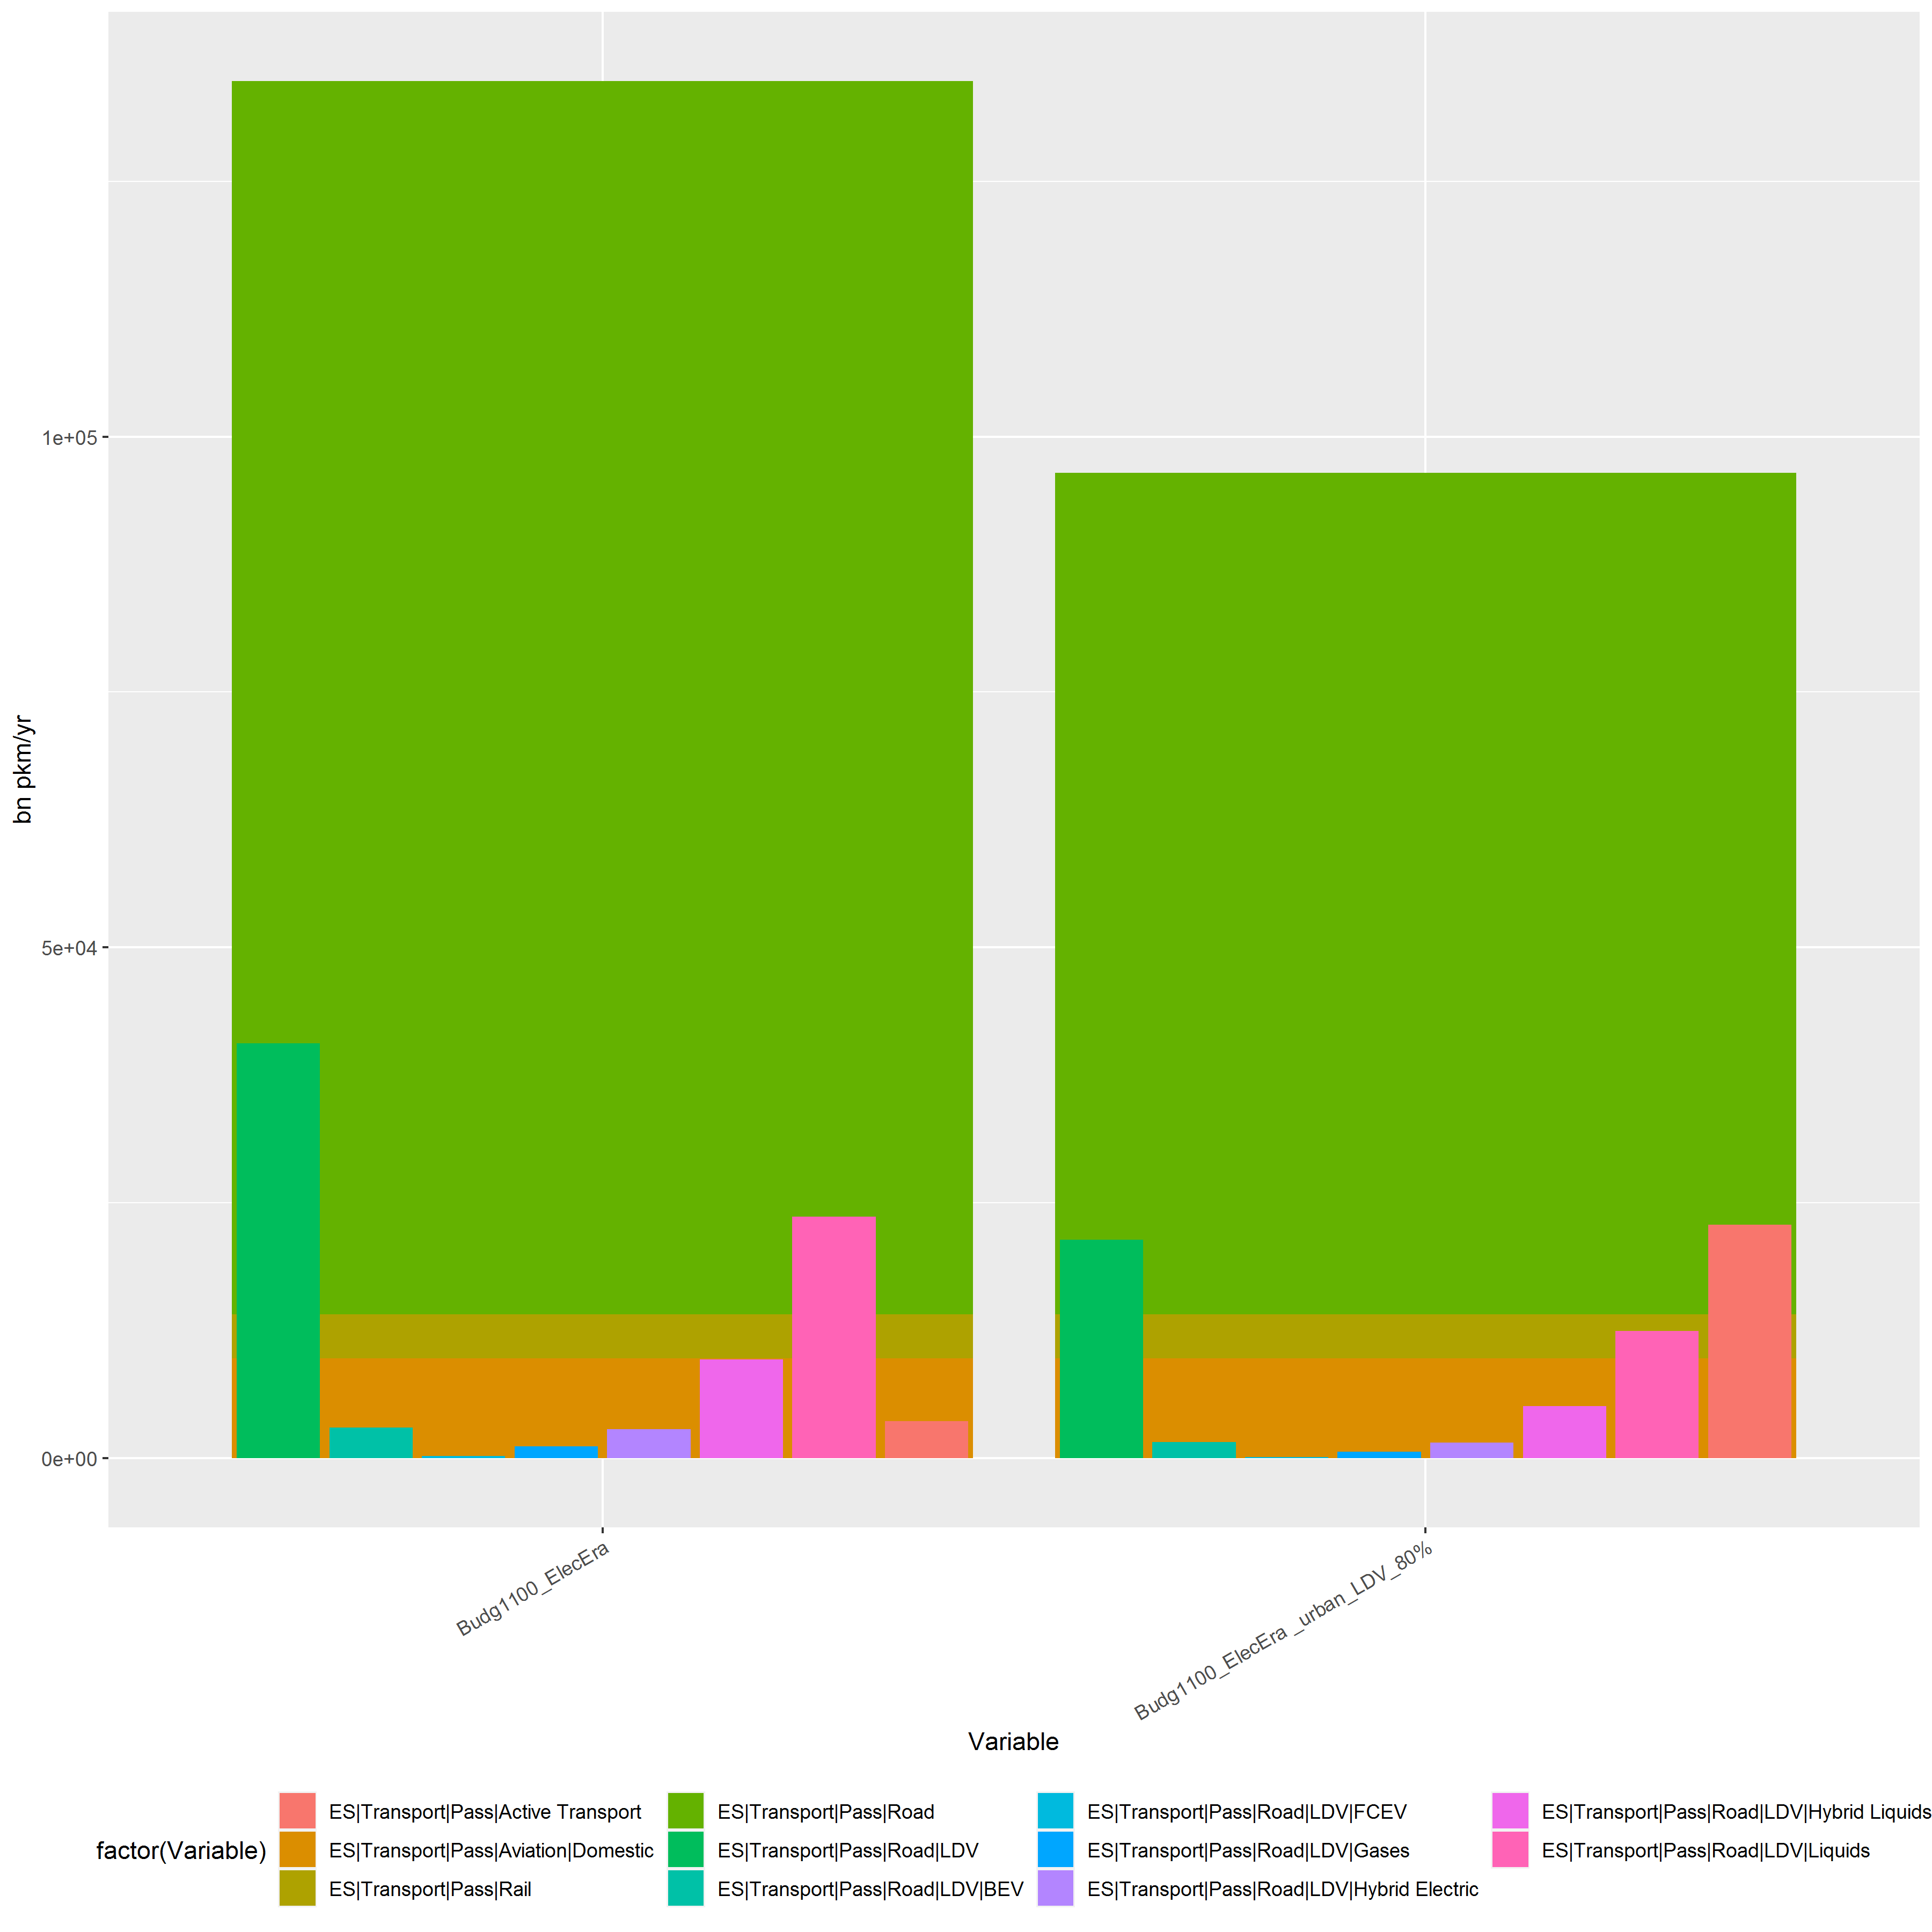 bn pkm/yr
1e+05
5e+04
0e+00
Budg1100_ElecEra
Budg1100_ElecEra _urban_LDV_80%
Variable
factor(Variable)
ES|Transport|Pass|Active Transport
ES|Transport|Pass|Aviation|Domestic
ES|Transport|Pass|Rail
ES|Transport|Pass|Road
ES|Transport|Pass|Road|LDV
ES|Transport|Pass|Road|LDV|BEV
ES|Transport|Pass|Road|LDV|FCEV
ES|Transport|Pass|Road|LDV|Gases
ES|Transport|Pass|Road|LDV|Hybrid Electric
ES|Transport|Pass|Road|LDV|Hybrid Liquids
ES|Transport|Pass|Road|LDV|Liquids